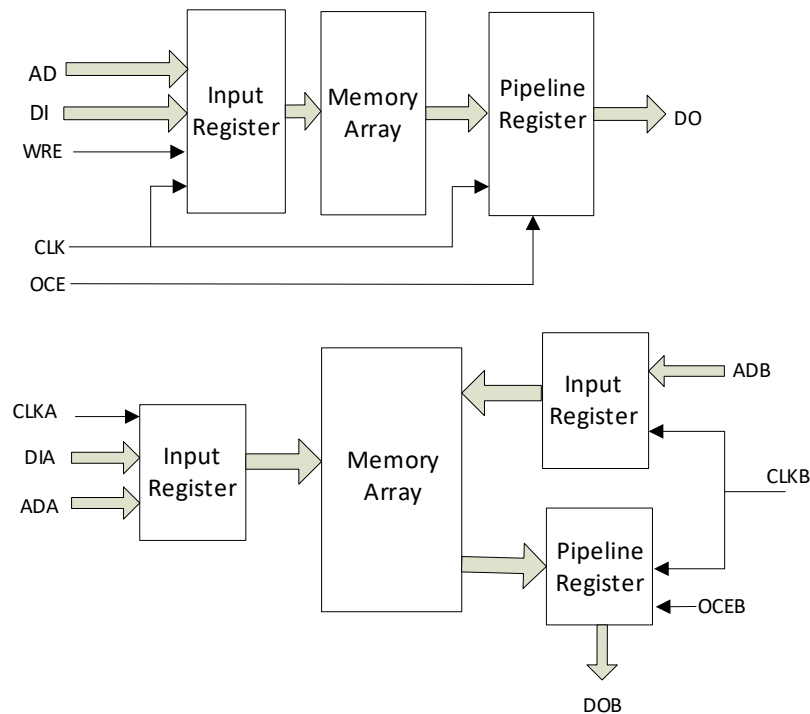 AD
DI
WRE
CLK
OCE
Input
Register
Memory
Array
Pipeline
Register
DO
CLKA
DIA
ADA
Input
Register
Memory
Array
Input
Register
ADB
CLKB
Pipeline
Register
OCEB
DOB